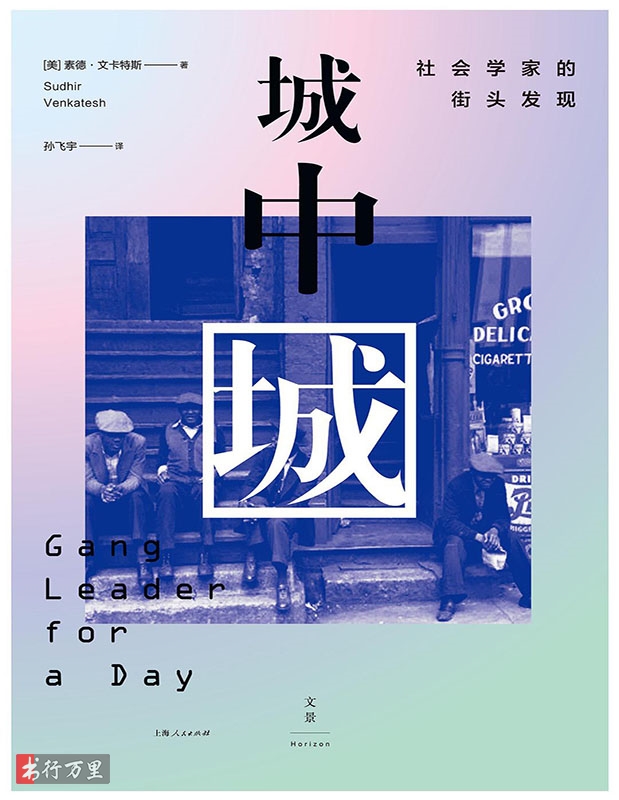 [美] 素德·文卡特斯——著
Sudhir
Venkatesh
孙飞宇——译
社会学家的
街头发现
城
中
城
GRO
DELIC
CIGARETT
DRI
Gang
Leader
for
a Day
文景
Horizon
上海人民出版社
书行万里